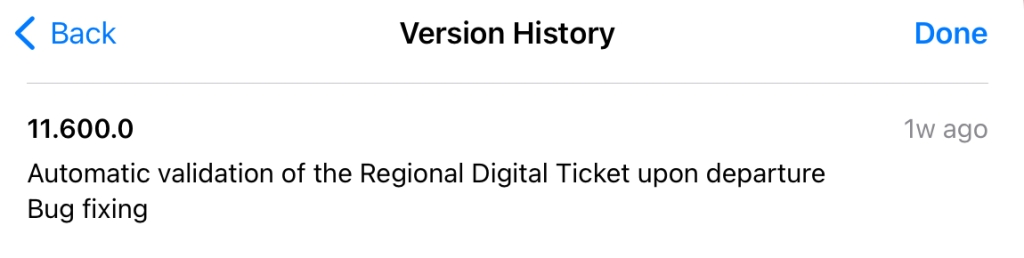 Back
Version History
Done
11.600.0
1w ago
Automatic validation of the Regional Digital Ticket upon departure
Bug fixing